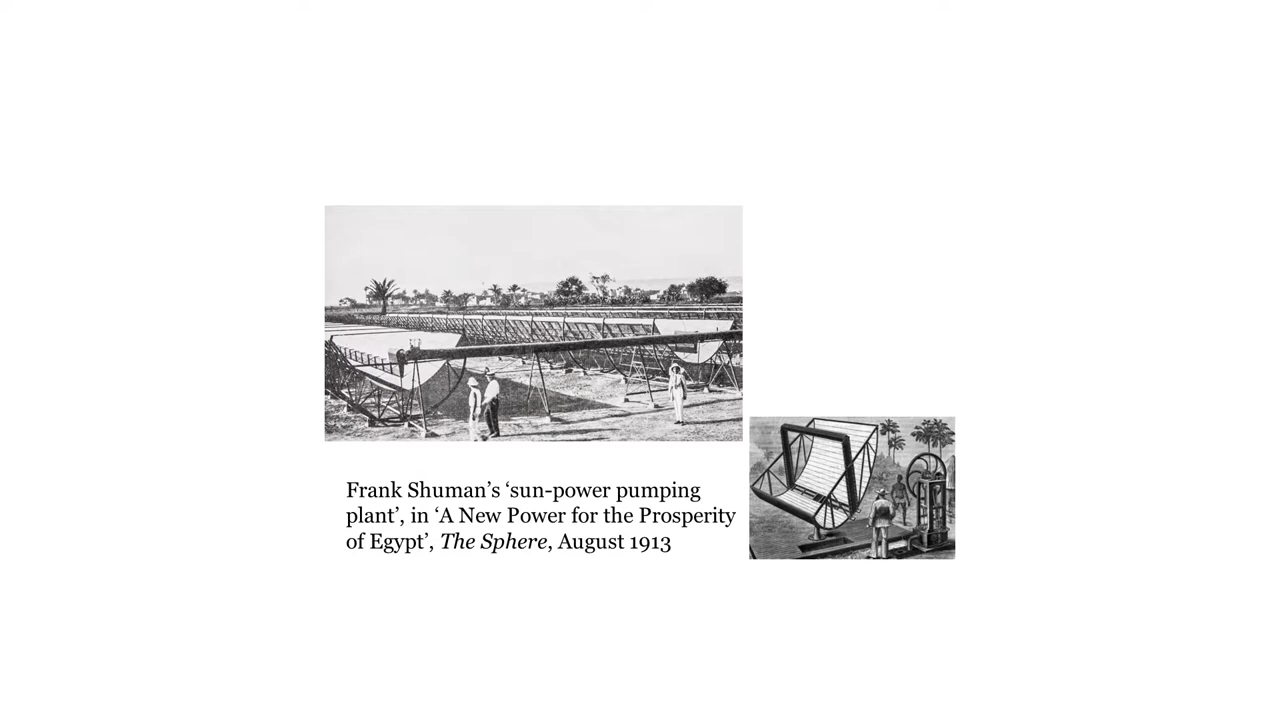 Frank Shuman’s ‘sun-power pumping
plant’, in ‘A New Power for the Prosperity
of Egypt’, The Sphere, August 1913